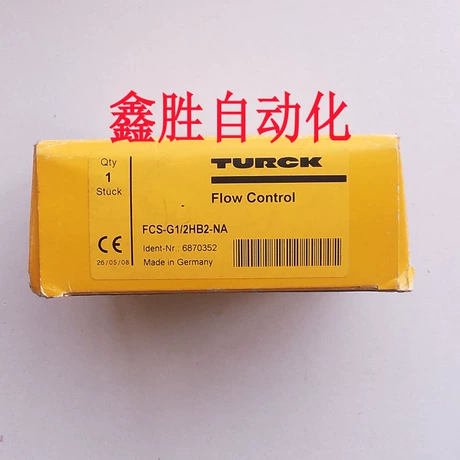 鑫胜自动化
Qty
1
Stück
TURCK
Flow Control
FCS-G1/2HB2-NA
Ident-Nr.: 6870352
Made in Germany
CE
26/05/08